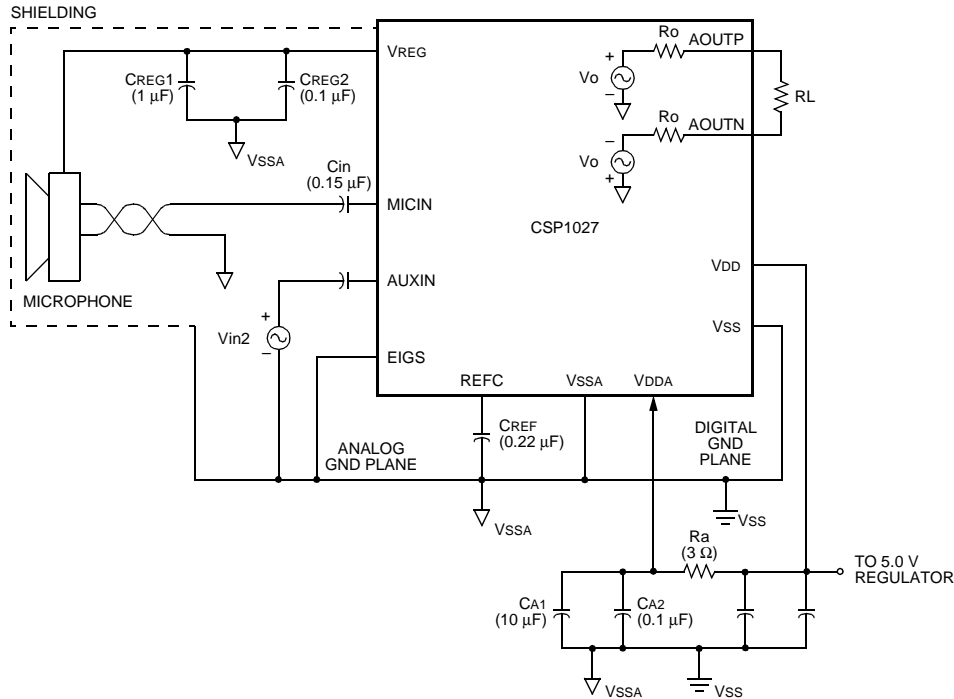 SHIELDING
VREG
CREG1
(1 µF)
CREG2
(0.1 µF)
VSSA
Cin
(0.15 µF)
MICIN
MICROPHONE
AUXIN
Vin2
+
–
EIGS
REFC
VSSA
VDDA
CSP1027
Ro
AOUTP
+
Vo
–
RL
Ro
AOUTN
–
Vo
+
VDD
VSS
CREF
(0.22 µF)
ANALOG
GND PLANE
DIGITAL
GND
PLANE
VSSA
VSS
Ra
(3 Ω)
TO 5.0 V
REGULATOR
CA1
(10 µF)
CA2
(0.1 µF)
VSSA
VSS